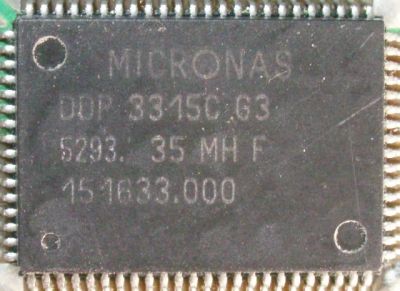 MICRONAS
DDP 3315C G3
5293. 35 MH F
151633.000